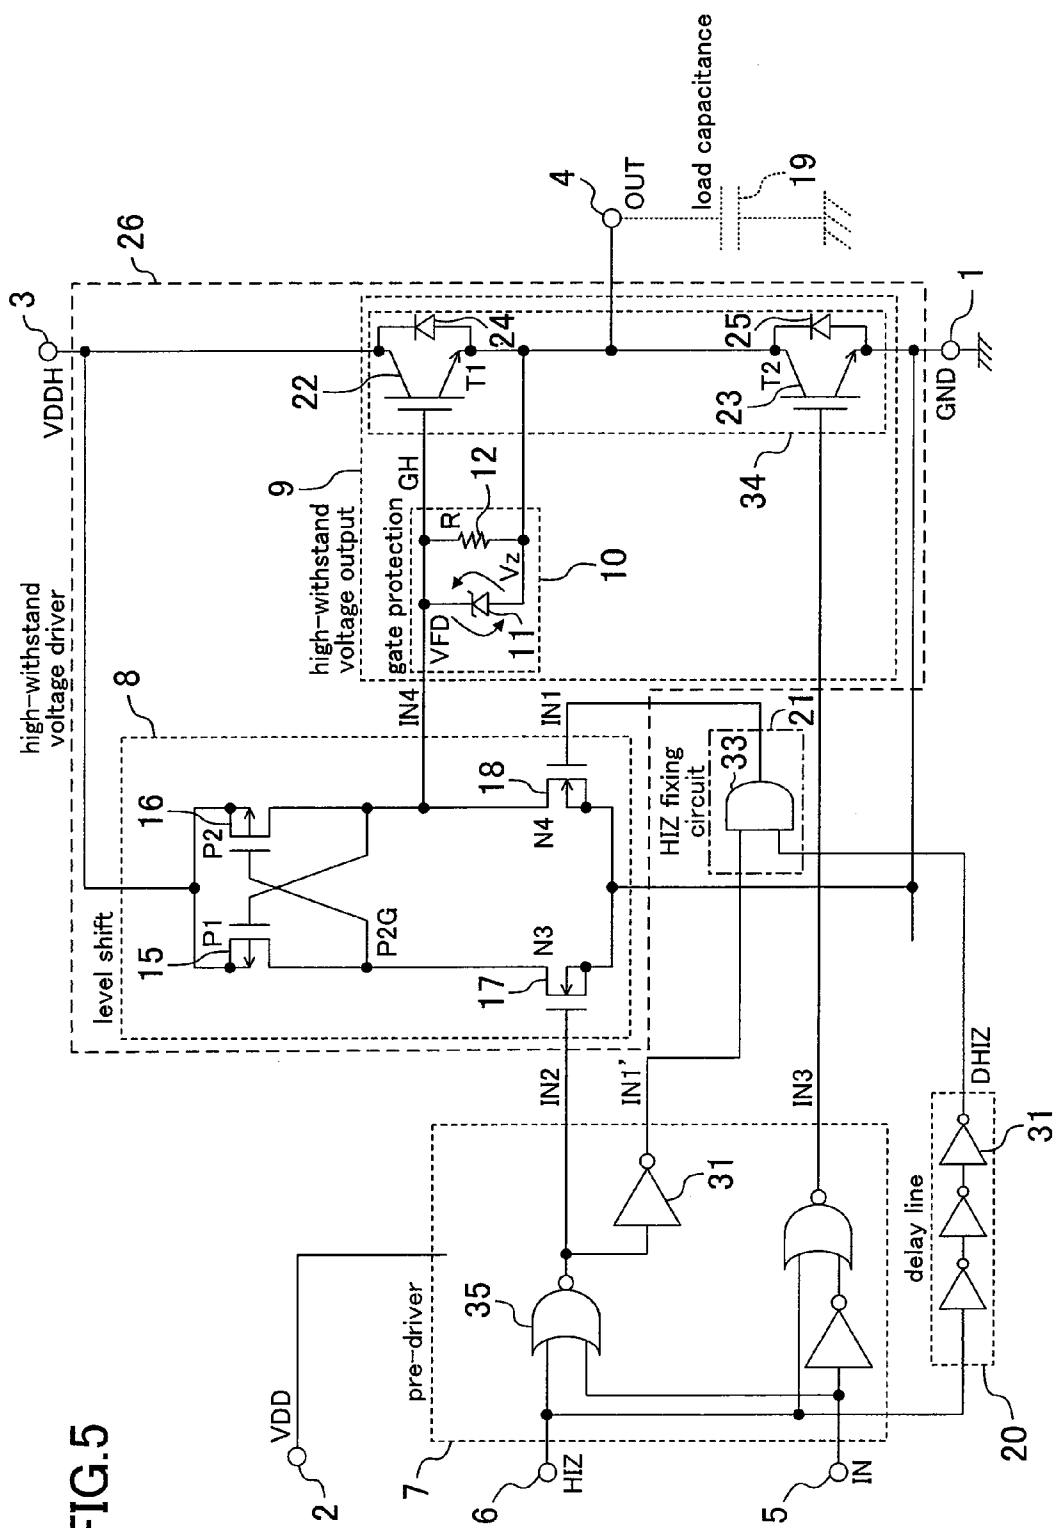 FIG.5
high-withstand
voltage driver
26
VDDH
3
level shift
8
15
P1
P2
16
P2G
17
N3
N4
18
IN4
IN1
9
high-withstand
voltage output
gate protection
GH
R
12
VFD
Vz
11
10
22
T1
24
T2
23
25
34
4
OUT
load capacitance
19
GND
1
HIZ fixing
circuit
33
21
VDD
2
pre-driver
7
6
HIZ
5
IN
35
IN2
IN1'
31
IN3
delay line
20
31
DHIZ